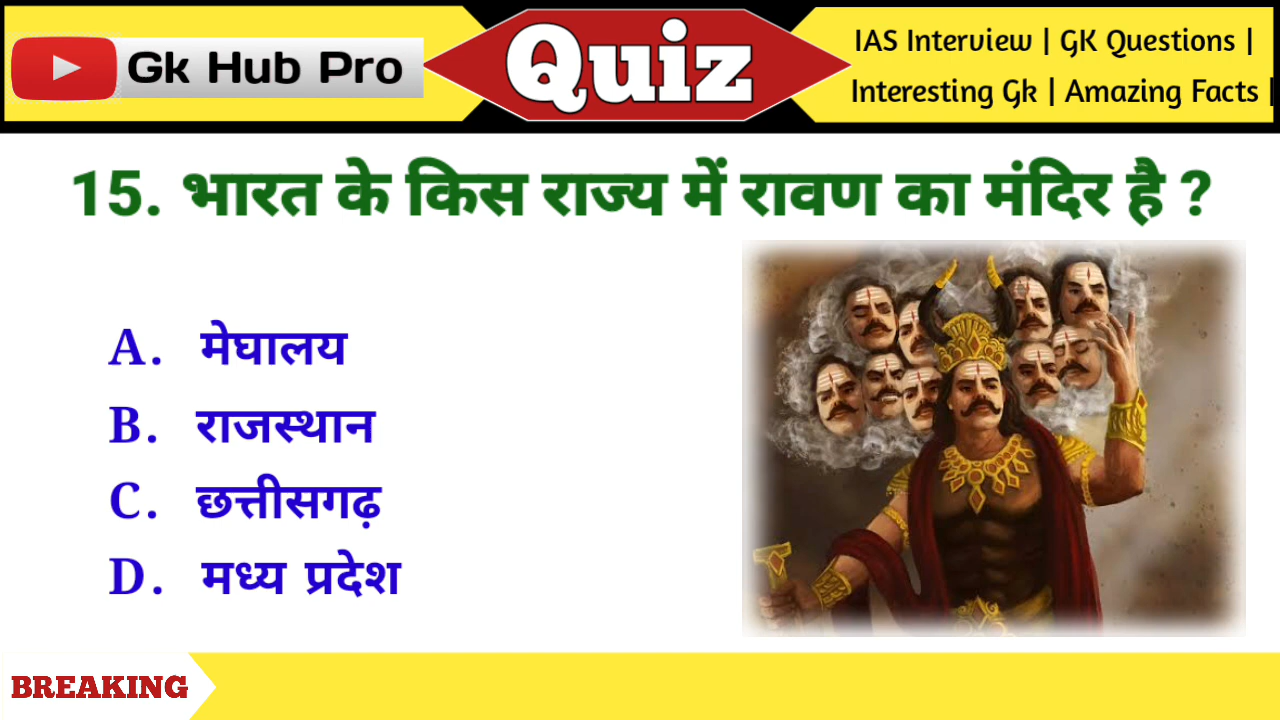 Gk Hub Pro
Quiz
IAS Interview | GK Questions |
Interesting Gk | Amazing Facts |
15. भारत के किस राज्य में रावण का मंदिर है ?
A. मेघालय
B. राजस्थान
C. छत्तीसगढ़
D. मध्य प्रदेश
BREAKING